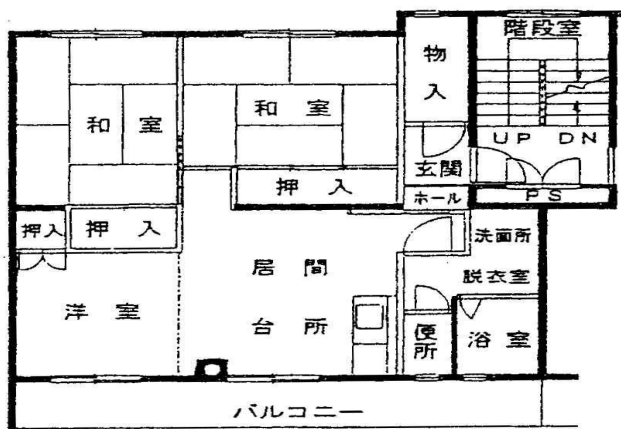 階段室
物入
和室
和室
UP DN
玄関
押入
ホール
PS
押入
押入
洗面所
脱衣室
居間
台所
洋室
便所
浴室
バルコニー